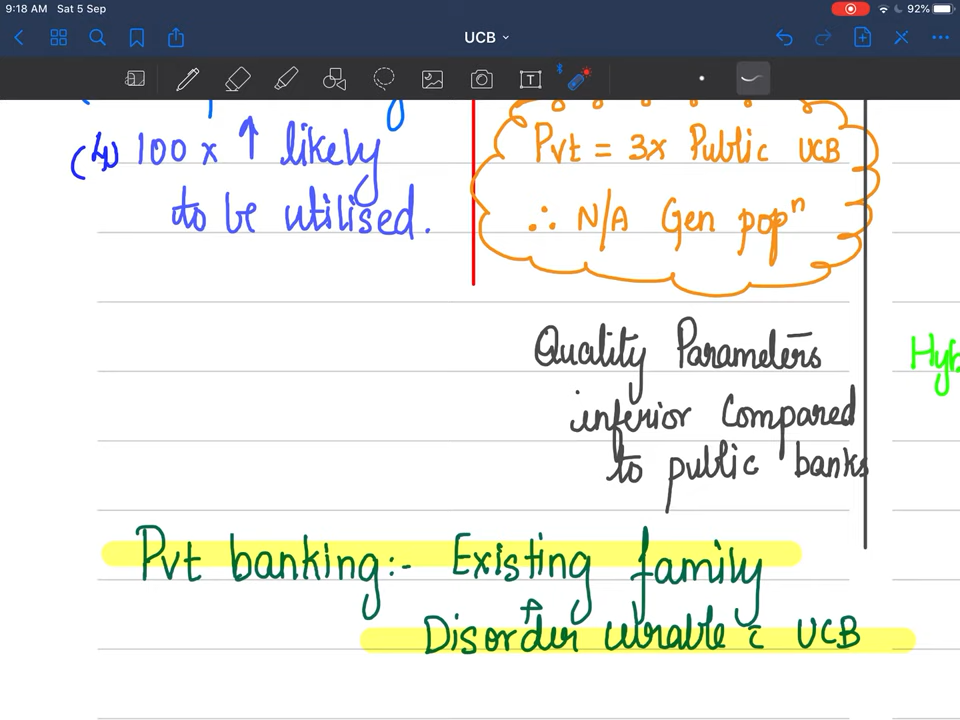 9:18 AM Sat 5 Sep
92%
UCB
T
(4) 100 x ↑ likely
to be utilised.
Pvt = 3x Public UCB
∴ N/A Gen popⁿ
Quality Parameters
inferior Compared
to public banks
Hyb
Pvt banking:- Existing family
Disorder curable c̄ UCB